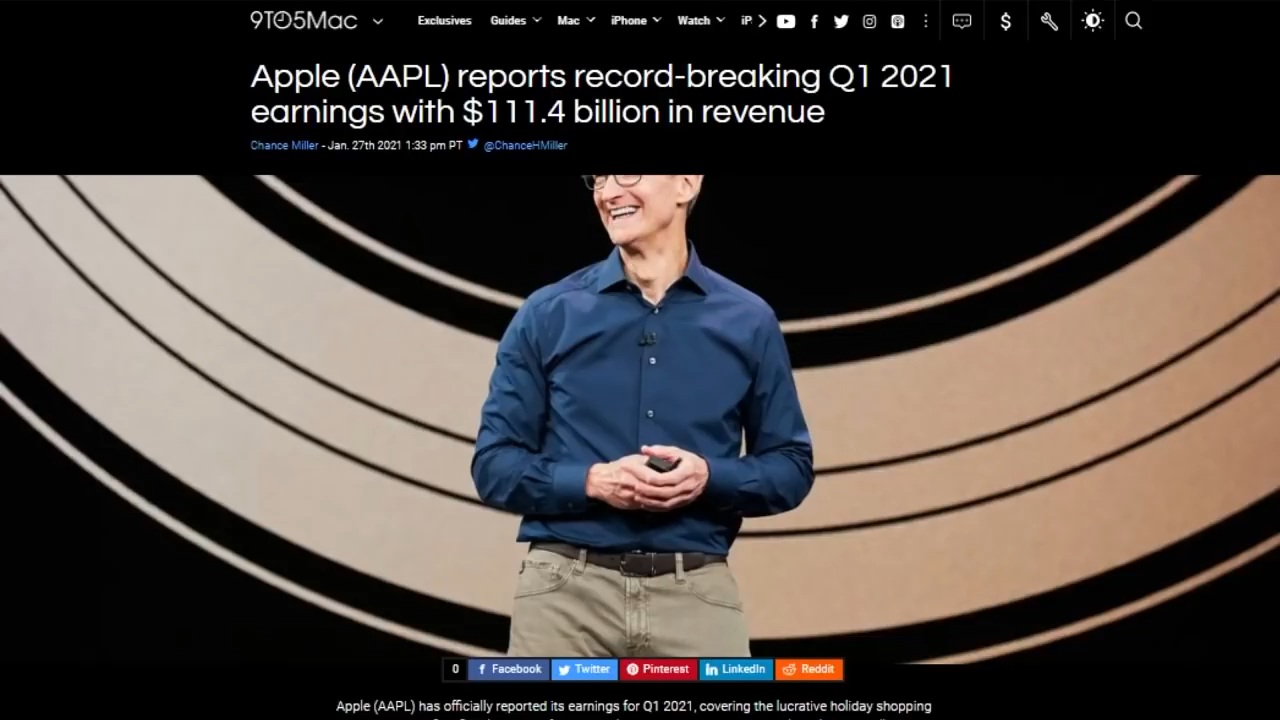 9TO5Mac
Exclusives Guides Mac iPhone Watch iP
Apple (AAPL) reports record-breaking Q1 2021
earnings with $111.4 billion in revenue
Chance Miller - Jan. 27th 2021 1:33 pm PT @ChanceHMiller
0 Facebook Twitter Pinterest LinkedIn Reddit
Apple (AAPL) has officially reported its earnings for Q1 2021, covering the lucrative holiday shopping